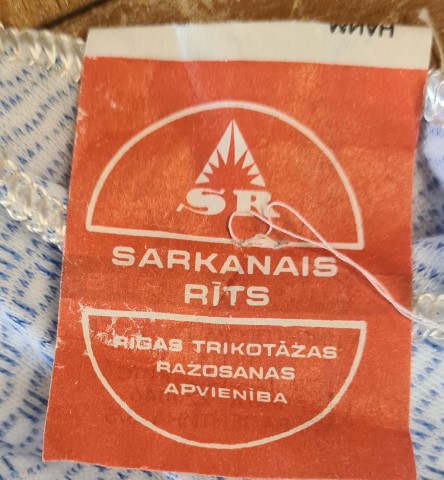 SR
SARKANAIS
RĪTS
RĪGAS TRIKOTĀŽAS
RAŽOŠANAS
APVIENĪBA